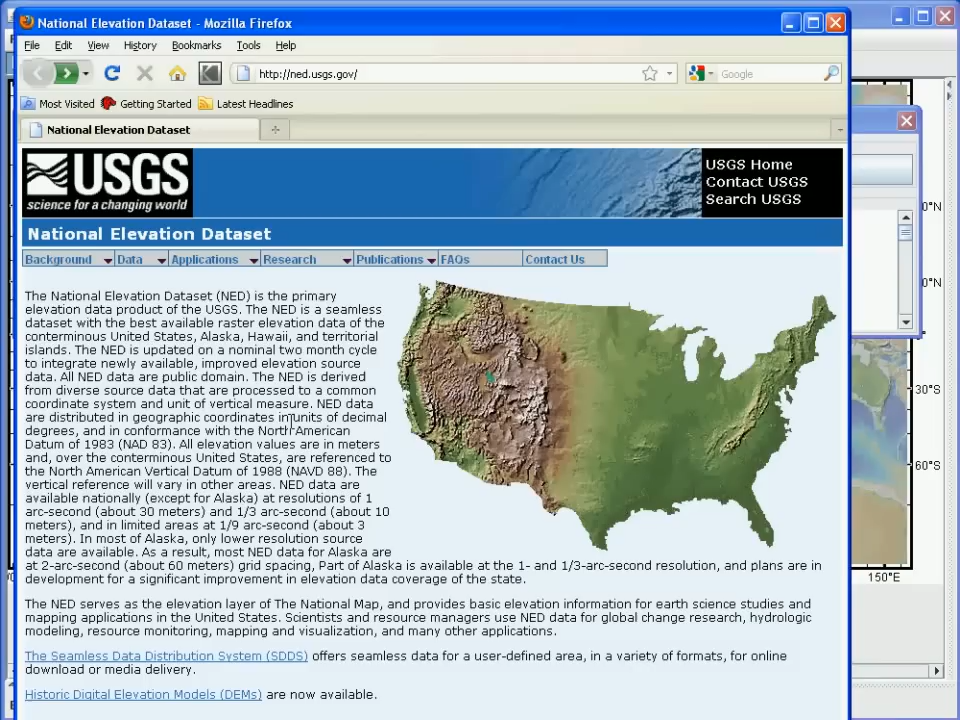 National Elevation Dataset - Mozilla Firefox
File Edit View History Bookmarks Tools Help
http://ned.usgs.gov/
Google
Most Visited Getting Started Latest Headlines
National Elevation Dataset
USGS
science for a changing world
USGS Home
Contact USGS
Search USGS
National Elevation Dataset
Background Data Applications Research Publications FAQs Contact Us
The National Elevation Dataset (NED) is the primary
elevation data product of the USGS. The NED is a seamless
dataset with the best available raster elevation data of the
conterminous United States, Alaska, Hawaii, and territorial
islands. The NED is updated on a nominal two month cycle
to integrate newly available, improved elevation source
data. All NED data are public domain. The NED is derived
from diverse source data that are processed to a common
coordinate system and unit of vertical measure. NED data
are distributed in geographic coordinates in units of decimal
degrees, and in conformance with the North American
Datum of 1983 (NAD 83). All elevation values are in meters
and, over the conterminous United States, are referenced to
the North American Vertical Datum of 1988 (NAVD 88). The
vertical reference will vary in other areas. NED data are
available nationally (except for Alaska) at resolutions of 1
arc-second (about 30 meters) and 1/3 arc-second (about 10
meters), and in limited areas at 1/9 arc-second (about 3
meters). In most of Alaska, only lower resolution source
data are available. As a result, most NED data for Alaska are
at 2-arc-second (about 60 meters) grid spacing, Part of Alaska is available at the 1- and 1/3-arc-second resolution, and plans are in
development for a significant improvement in elevation data coverage of the state.
The NED serves as the elevation layer of The National Map, and provides basic elevation information for earth science studies and
mapping applications in the United States. Scientists and resource managers use NED data for global change research, hydrologic
modeling, resource monitoring, mapping and visualization, and many other applications.
The Seamless Data Distribution System (SDDS) offers seamless data for a user-defined area, in a variety of formats, for online
download or media delivery.
Historic Digital Elevation Models (DEMs) are now available.
0°N
0°N
30°S
60°S
150°E